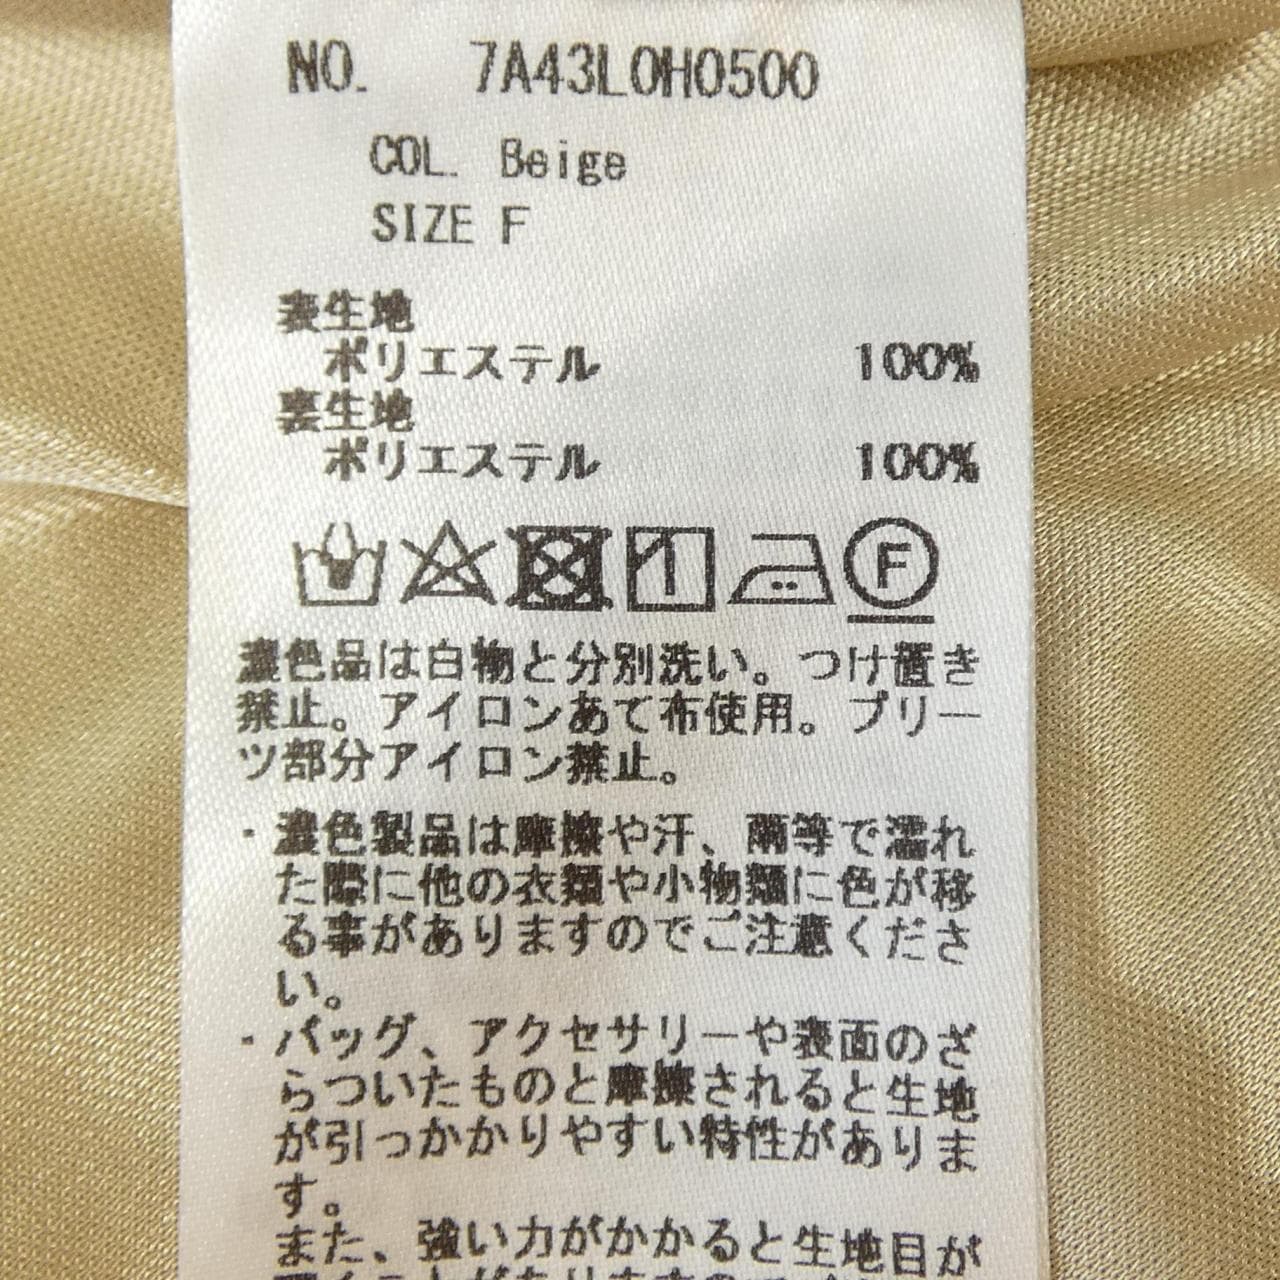 NO. 7A43L0H0500
COL. Beige
SIZE F
表生地
ポリエステル 100%
裏生地
ポリエステル 100%
F
濃色品は白物と分別洗い。つけ置き
禁止。アイロンあて布使用。プリー
ツ部分アイロン禁止。
・濃色製品は摩擦や汗、雨等で濡れ
た際に他の衣類や小物類に色が移
る事がありますのでご注意くださ
い。
・バッグ、アクセサリーや表面のざ
らついたものと摩擦されると生地
が引っかかりやすい特性がありま
す。
また、強い力がかかると生地目が